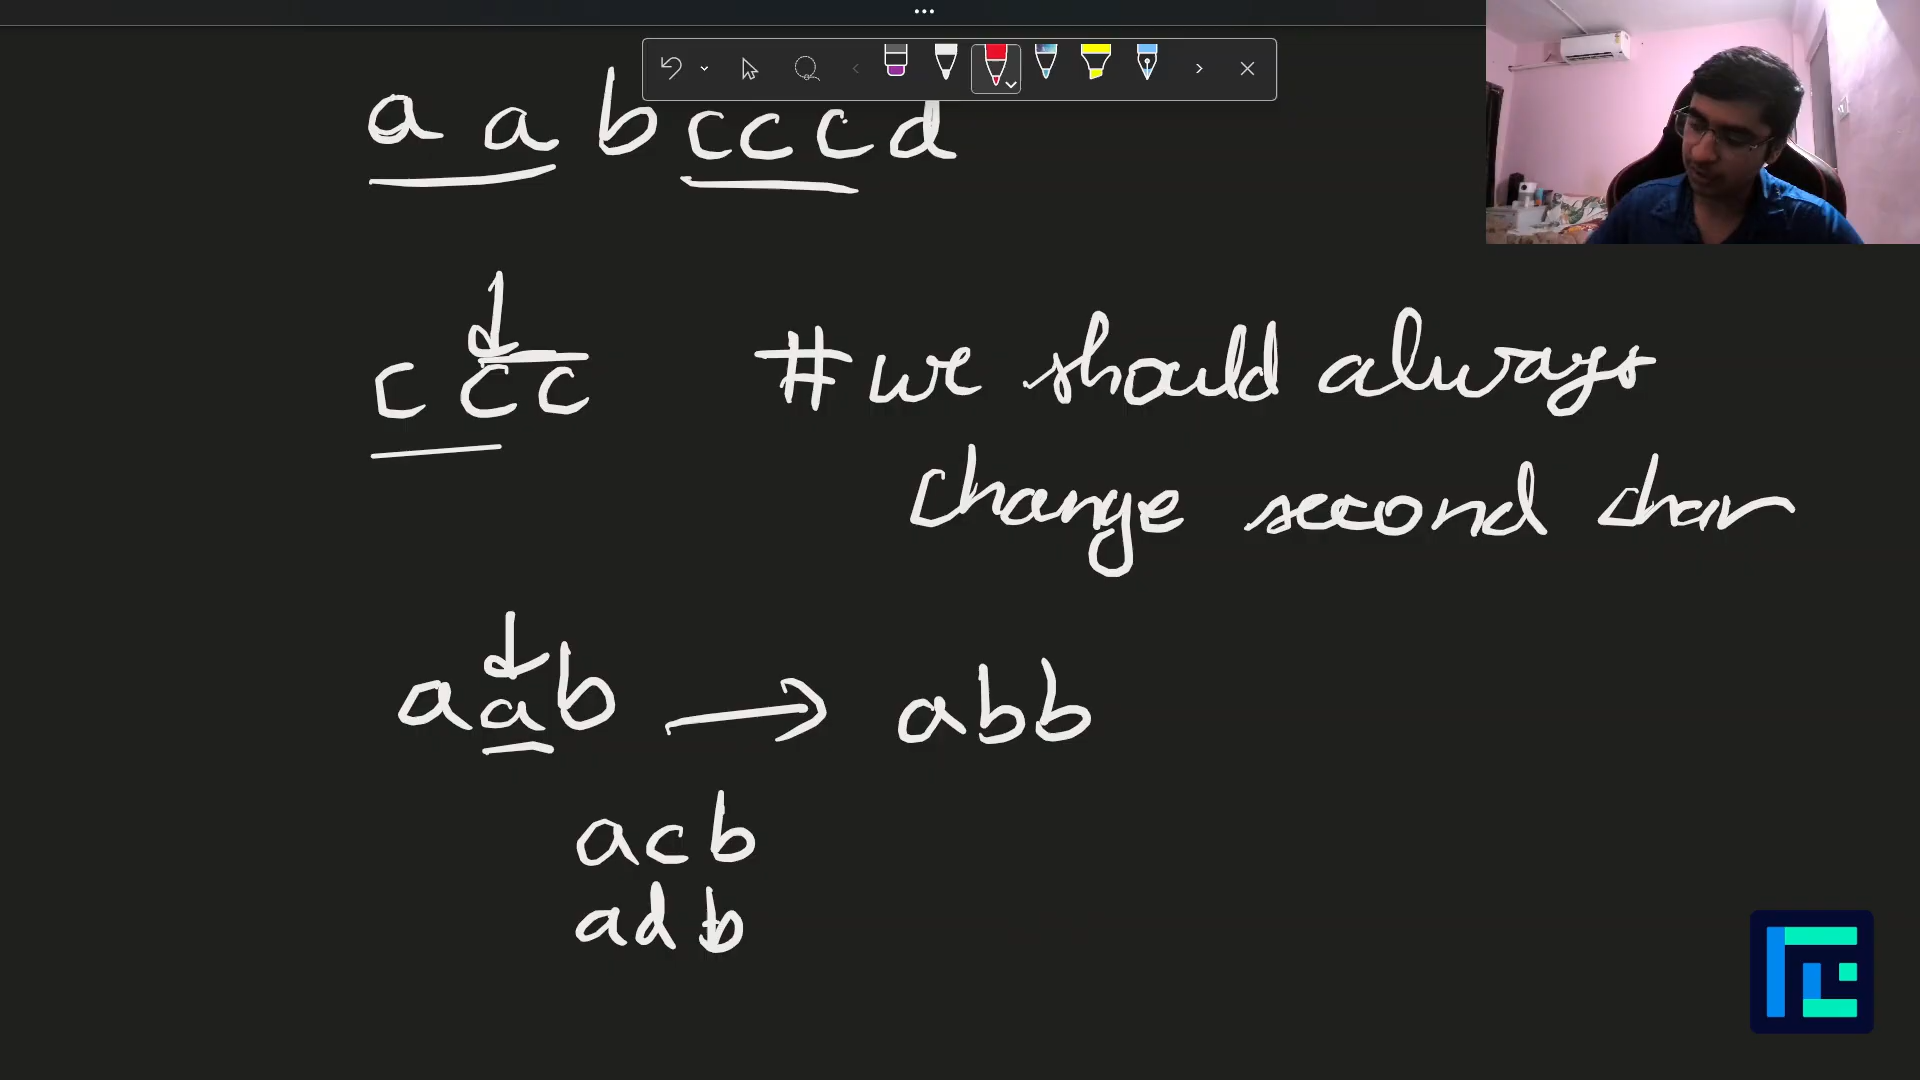 a a b c c c d
c c c # we should always
change second char
a a b → a b b
a c b
a d b